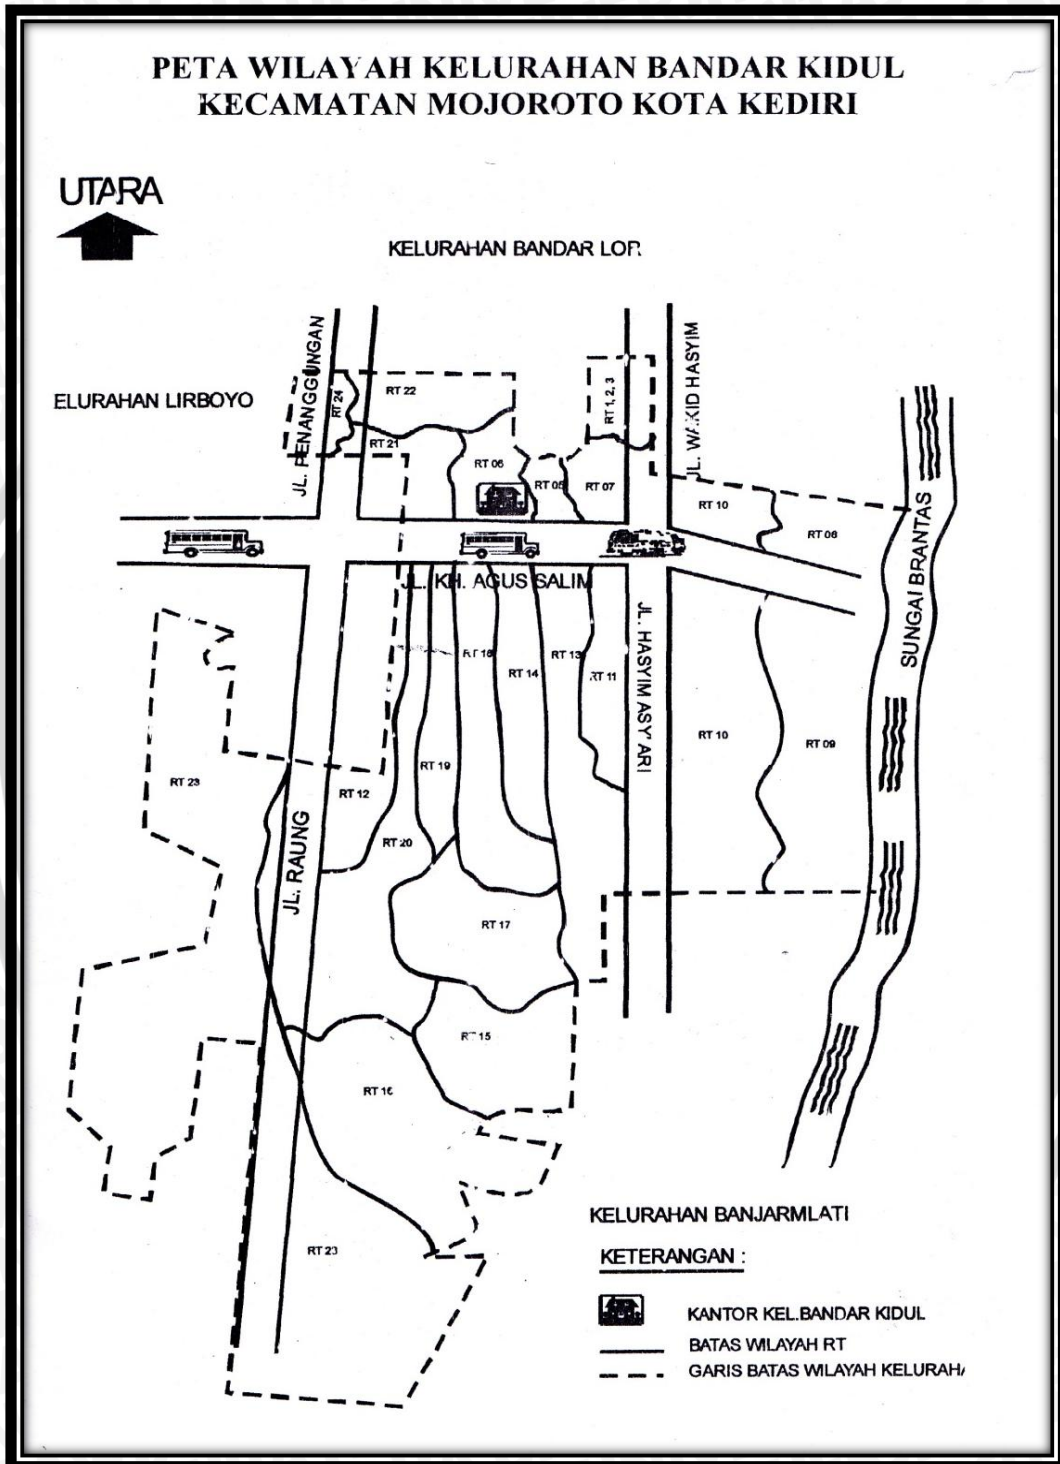 PETA WILAYAH KELURAHAN BANDAR KIDUL
KECAMATAN MOJOROTO KOTA KEDIRI
UTARA
KELURAHAN BANDAR LOR
JL. PENANGGUNGAN
JL. WAKID HASYIM
ELURAHAN LIRBOYO
RT 24
RT 22
RT 1, 2, 3
RT 21
RT 06
RT 05
RT 07
RT 10
RT 08
SUNGAI BRANTAS
JL. KH. AGUS SALIM
JL. HASYIM ASY'ARI
RT 18
RT 14
RT 13
RT 11
RT 10
RT 09
RT 23
RT 12
RT 19
RT 20
JL. RAUNG
RT 17
RT 15
RT 16
RT 23
KELURAHAN BANJARMLATI
KETERANGAN :
KANTOR KEL.BANDAR KIDUL
BATAS WILAYAH RT
GARIS BATAS WILAYAH KELURAHA